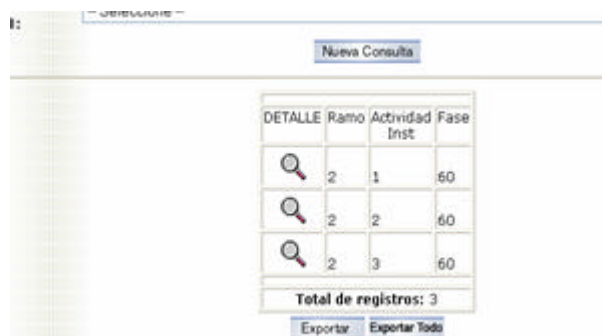 -- Seleccione --
:
Nueva Consulta
DETALLE Ramo Actividad Inst Fase
2 1 60
2 2 60
2 3 60
Total de registros: 3
Exportar Exportar Todo